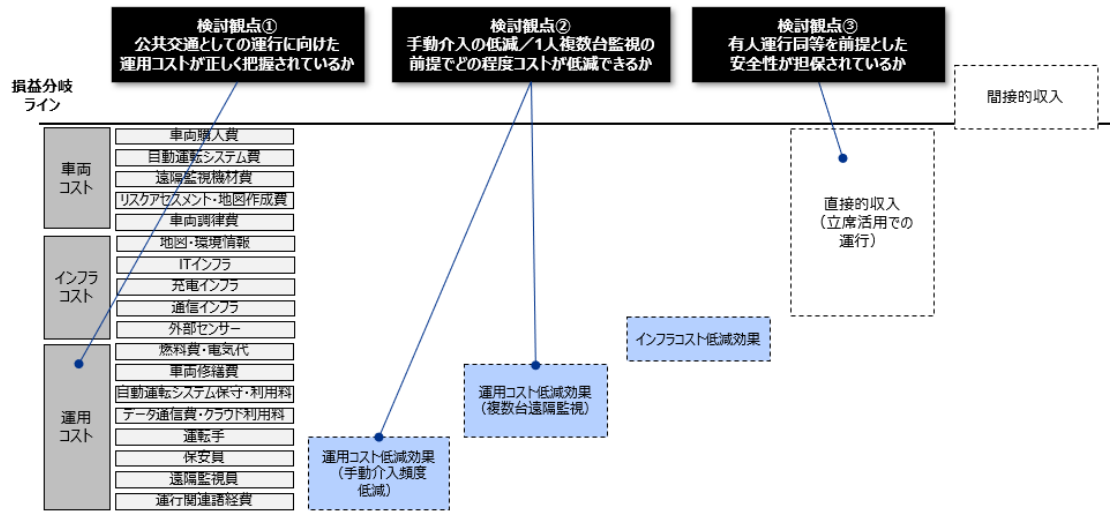 検討観点①
公共交通としての運行に向けた
運用コストが正しく把握されているか
検討観点②
手動介入の低減／1人複数台監視の
前提でどの程度コストが低減できるか
検討観点③
有人運行同等を前提とした
安全性が担保されているか
損益分岐
ライン
間接的収入
車両
コスト
車両購入費
自動運転システム費
遠隔監視機材費
リスクアセスメント・地図作成費
車両調律費
インフラ
コスト
地図・環境情報
ITインフラ
充電インフラ
通信インフラ
外部センサー
運用
コスト
燃料費・電気代
車両修繕費
自動運転システム保守・利用料
データ通信費・クラウド利用料
運転手
保安員
遠隔監視員
運行関連諸経費
運用コスト低減効果
（手動介入頻度
低減）
運用コスト低減効果
（複数台遠隔監視）
インフラコスト低減効果
直接的収入
（立席活用での
運行）